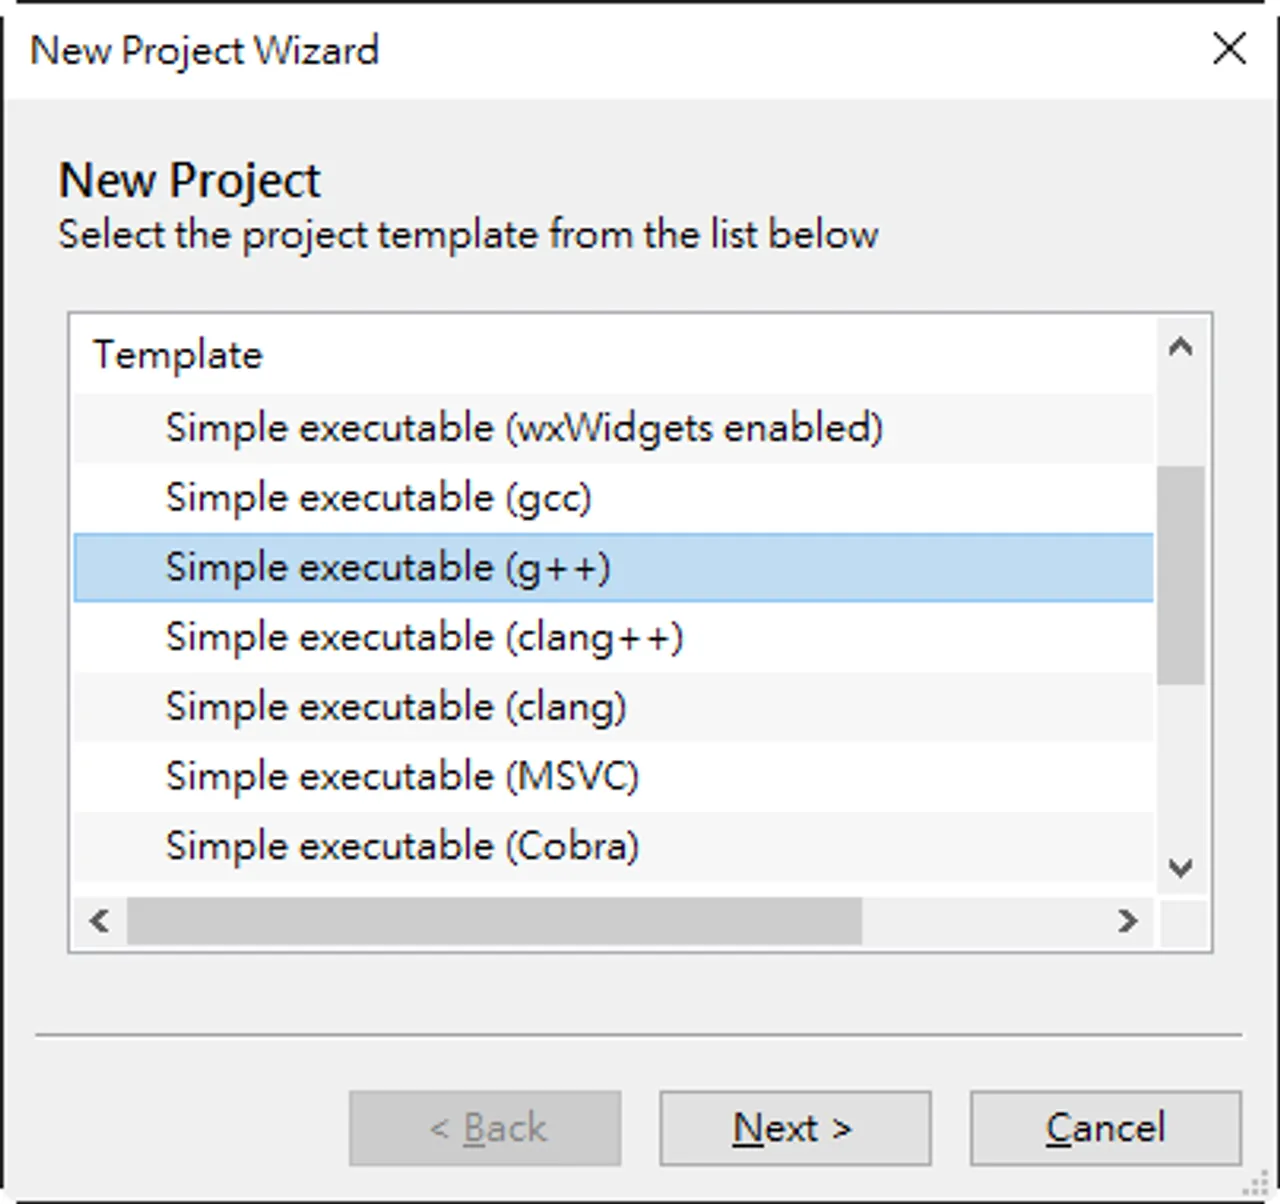 New Project Wizard
New Project
Select the project template from the list below
Template
Simple executable (wxWidgets enabled)
Simple executable (gcc)
Simple executable (g++)
Simple executable (clang++)
Simple executable (clang)
Simple executable (MSVC)
Simple executable (Cobra)
< Back
Next >
Cancel